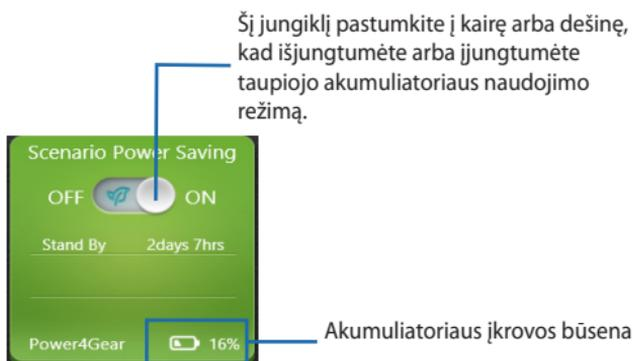 Šį jungiklį pastumkite į kairę arba dešinę,
kad išjungtumėte arba įjungtumėte
taupiojo akumuliatoriaus naudojimo
režimą.
Scenario Power Saving
OFF ON
Stand By 2days 7hrs
Power4Gear 16%
Akumuliatoriaus įkrovos būsena